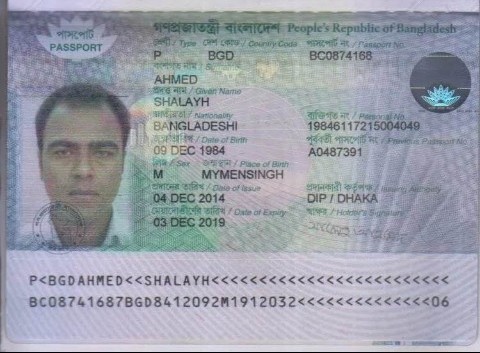 পাসপোর্ট
PASSPORT
গণপ্রজাতন্ত্রী বাংলাদেশ People's Republic of Bangladesh
শ্রেণী / Type দেশ কোড / Country Code পাসপোর্ট নং / Passport No.
P BGD BC0874168
বংশগত নাম /
AHMED
প্রদত্ত নাম / Given Name
SHALAYH
জাতীয়তা / Nationality ব্যক্তিগত নং / Personal No.
BANGLADESHI 19846117215004049
জন্ম তারিখ / Date of Birth পূর্ববর্তী পাসপোর্ট নং / Previous Passport No.
09 DEC 1984 A0487391
লিঙ্গ / Sex জন্মস্থান / Place of Birth
M MYMENSINGH
প্রদানের তারিখ / Date of Issue প্রদানকারী কর্তৃপক্ষ / Issuing Authority
04 DEC 2014 DIP / DHAKA
মেয়াদোত্তীর্ণের তারিখ / Date of Expiry স্বাক্ষর / Holder's Signature
03 DEC 2019
P<BGDAHMED<<SHALAYH<<<<<<<<<<<<<<<<<<<<<<<<<
BC08741687BGD8412092M1912032<<<<<<<<<<<<<<06